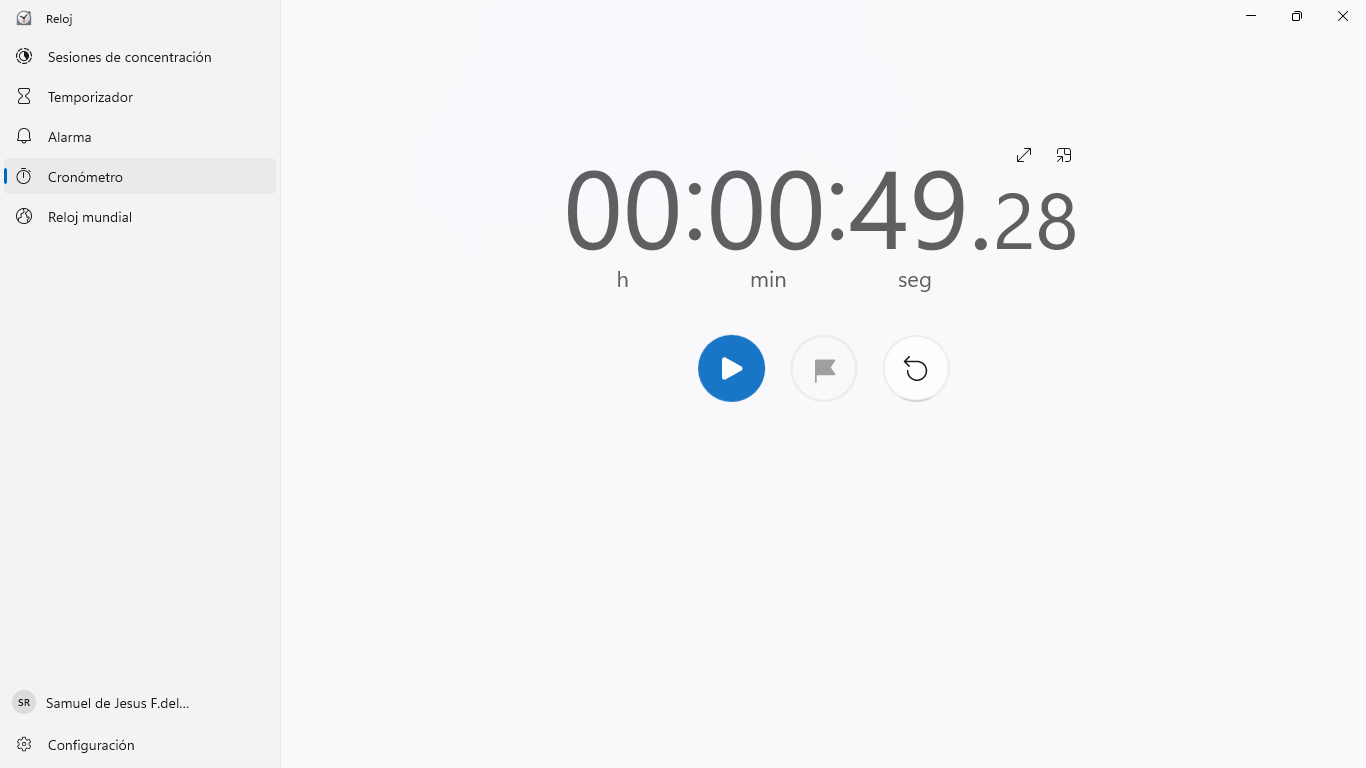 Reloj
Sesiones de concentración
Temporizador
Alarma
Cronómetro
Reloj mundial
00:00:49.28
h min seg
SR Samuel de Jesus F.del...
Configuración